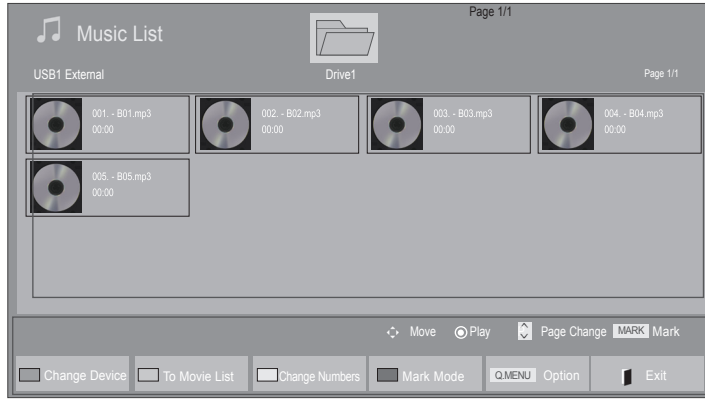 Page 1/1
Music List
USB1 External
Drive1
Page 1/1
001. - B01.mp3
00:00
002. - B02.mp3
00:00
003. - B03.mp3
00:00
004. - B04.mp3
00:00
005. - B05.mp3
00:00
Move
Play
Page Change
MARK Mark
Change Device
To Movie List
Change Numbers
Mark Mode
Q.MENU Option
Exit